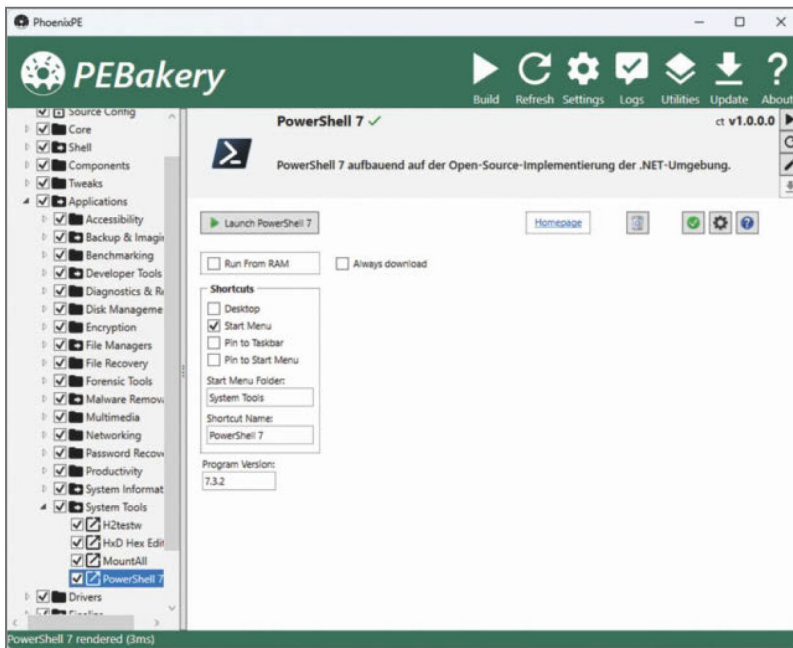 PhoenixPE
PEBakery
Build Refresh Settings Logs Utilities Update About
Source Config
Core
Shell
Components
Tweaks
Applications
Accessibility
Backup & Imagin
Benchmarking
Developer Tools
Diagnostics & Re
Disk Manageme
Encryption
File Managers
File Recovery
Forensic Tools
Malware Remova
Multimedia
Networking
Password Recove
Productivity
System Informat
System Tools
H2testw
HxD Hex Edit
MountAll
PowerShell 7
Drivers
PowerShell 7
ct v1.0.0.0
PowerShell 7 aufbauend auf der Open-Source-Implementierung der .NET-Umgebung.
Launch PowerShell 7
Homepage
Run From RAM
Always download
Shortcuts
Desktop
Start Menu
Pin to Taskbar
Pin to Start Menu
Start Menu Folder:
System Tools
Shortcut Name:
PowerShell 7
Program Version:
7.3.2
PowerShell 7 rendered (3ms)